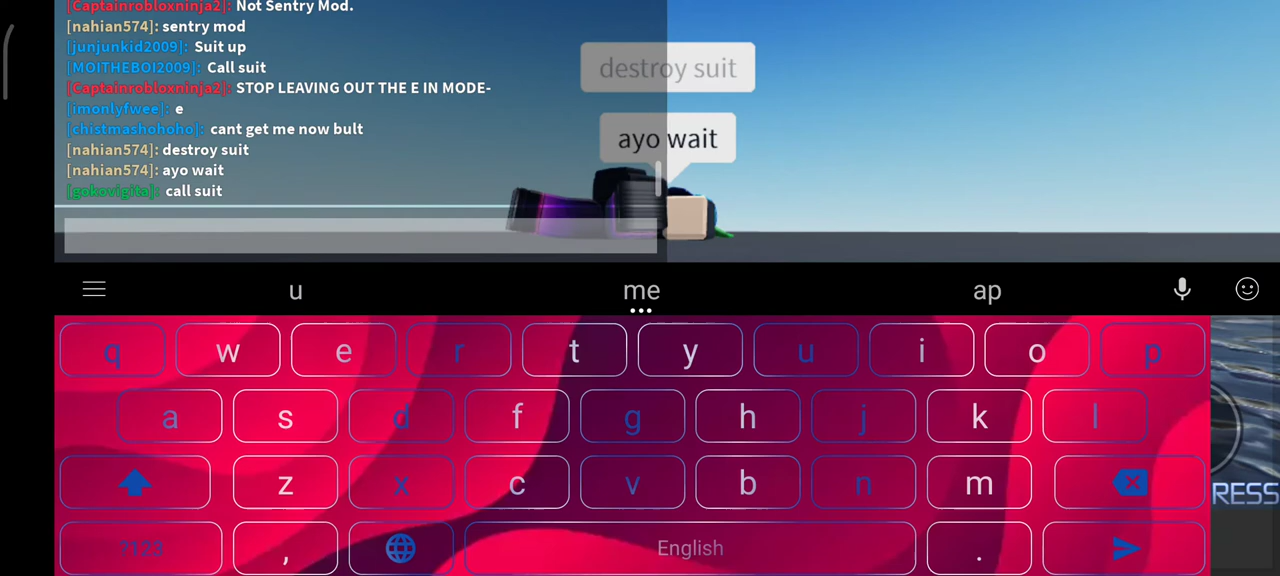 [Captainrobloxninja2]: Not Sentry Mod.
[nahian574]: sentry mod
[junjunkid2009]: Suit up
[MOITHEBOI2009]: Call suit
[Captainrobloxninja2]: STOP LEAVING OUT THE E IN MODE-
[imonlyfwee]: e
[chistmashohoho]: cant get me now bult
[nahian574]: destroy suit
[nahian574]: ayo wait
[gokovigita]: call suit
destroy suit
ayo wait
u me ap
q w e r t y u i o p
a s d f g h j k l
z x c v b n m
RESS
?123 , English .